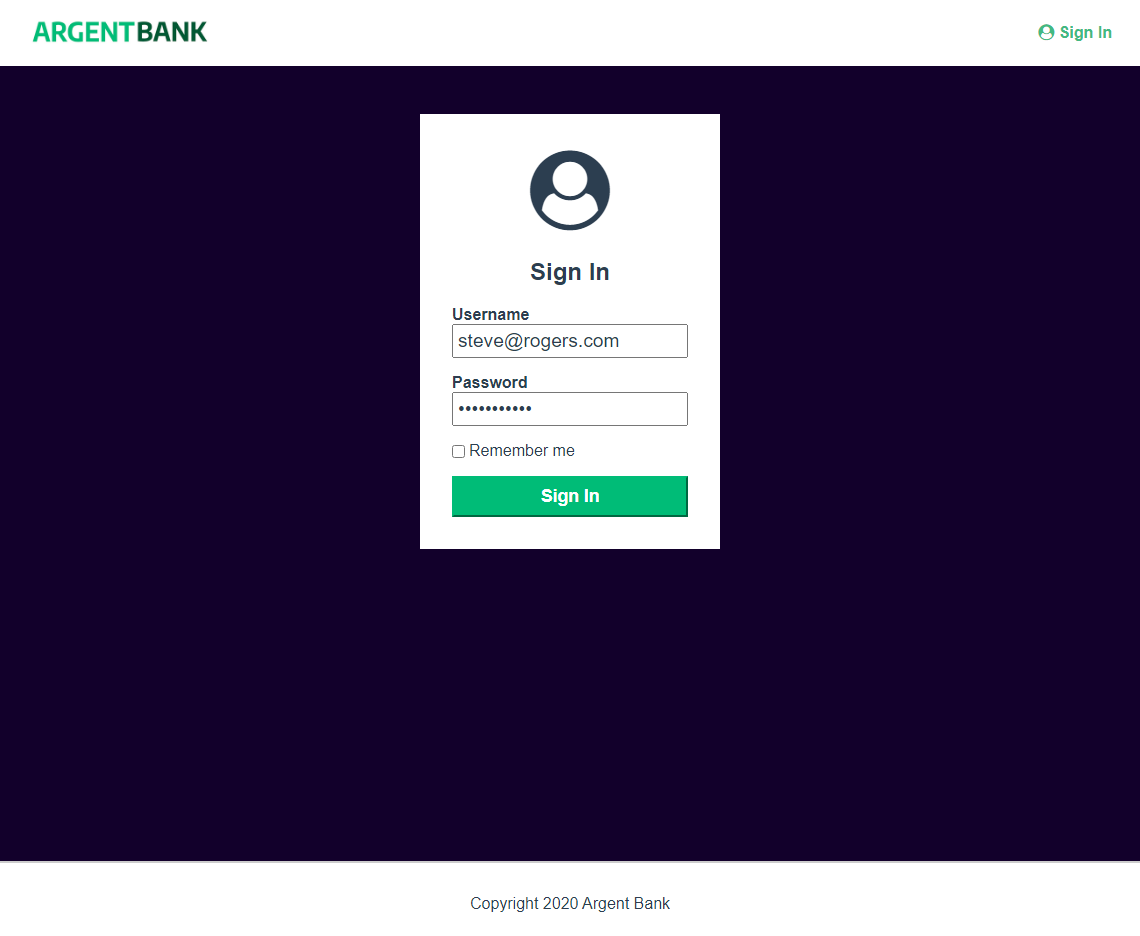 ARGENTBANK
Sign In
Sign In
Username
steve@rogers.com
Password
•••••••••••
Remember me
Sign In
Copyright 2020 Argent Bank